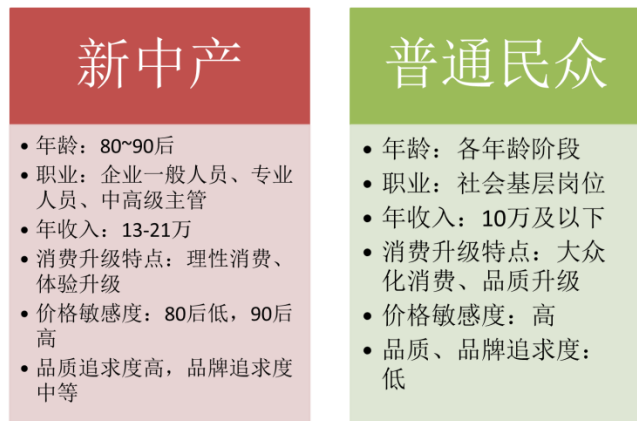 新中产
• 年龄：80~90后
• 职业：企业一般人员、专业
人员、中高级主管
• 年收入：13-21万
• 消费升级特点：理性消费、
体验升级
• 价格敏感度：80后低，90后
高
• 品质追求度高，品牌追求度
中等
普通民众
• 年龄：各年龄阶段
• 职业：社会基层岗位
• 年收入：10万及以下
• 消费升级特点：大众
化消费、品质升级
• 价格敏感度：高
• 品质、品牌追求度：
低